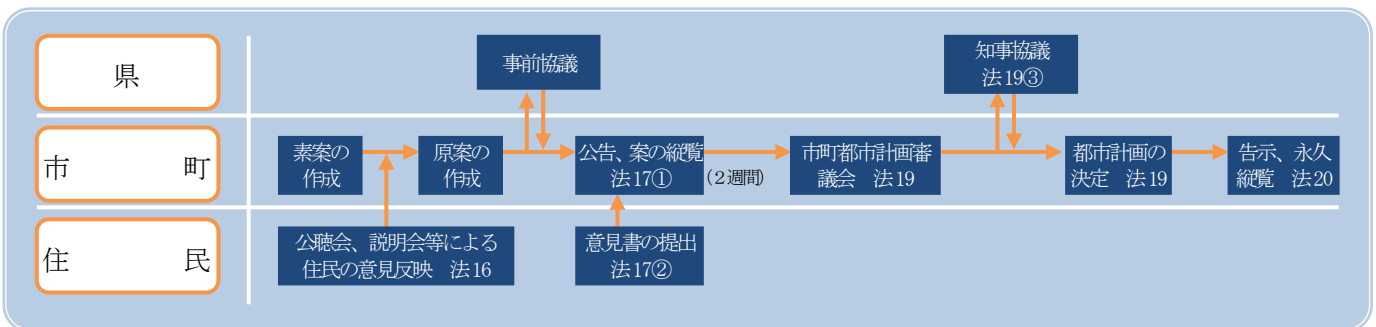 県
事前協議
知事協議
法19③
市　町
素案の
作成
原案の
作成
公告、案の縦覧
法17①
(２週間)
市町都市計画審
議会　法19
都市計画の
決定　法19
告示、永久
縦覧　法20
住　民
公聴会、説明会等による
住民の意見反映　法16
意見書の提出
法17②